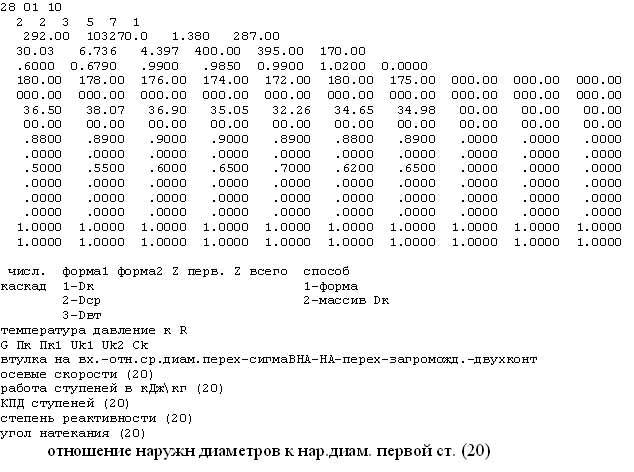 28 01 10
2 2 3 5 7 1
292.00 103270.0 1.380 287.00
30.03 6.736 4.397 400.00 395.00 170.00
.6000 0.6790 .9900 .9850 0.9900 1.0200 0.0000
180.00 178.00 176.00 174.00 172.00 180.00 175.00 000.00 000.00 000.00
000.00 000.00 000.00 000.00 000.00 000.00 000.00 000.00 000.00 000.00
36.50 38.07 36.90 35.05 32.26 34.65 34.98 00.00 00.00 00.00
00.00 00.00 00.00 00.00 00.00 00.00 00.00 00.00 00.00 00.00
.8800 .8900 .9000 .9000 .8900 .8800 .8900 .0000 .0000 .0000
.0000 .0000 .0000 .0000 .0000 .0000 .0000 .0000 .0000 .0000
.5000 .5500 .6000 .6500 .7000 .6200 .6500 .0000 .0000 .0000
.0000 .0000 .0000 .0000 .0000 .0000 .0000 .0000 .0000 .0000
.0000 .0000 .0000 .0000 .0000 .0000 .0000 .0000 .0000 .0000
.0000 .0000 .0000 .0000 .0000 .0000 .0000 .0000 .0000 .0000
1.0000 1.0000 1.0000 1.0000 1.0000 1.0000 1.0000 1.0000 1.0000 1.0000
1.0000 1.0000 1.0000 1.0000 1.0000 1.0000 1.0000 1.0000 1.0000 1.0000
числ. форма1 форма2 Z перв. Z всего способ
каскад 1-Dк 1-форма
2-Dср 2-массив Dк
3-Dвт
температура давление к R
G Пк Пк1 Uk1 Uk2 Ck
втулка на вх.-отн.ср.диам.перех-сигмаВНА-НА-перех-загроможд.-двухконт
осевые скорости (20)
работа ступеней в кДж\кг (20)
КПД ступеней (20)
степень реактивности (20)
угол натекания (20)
отношение наружн диаметров к нар.диам. первой ст. (20)